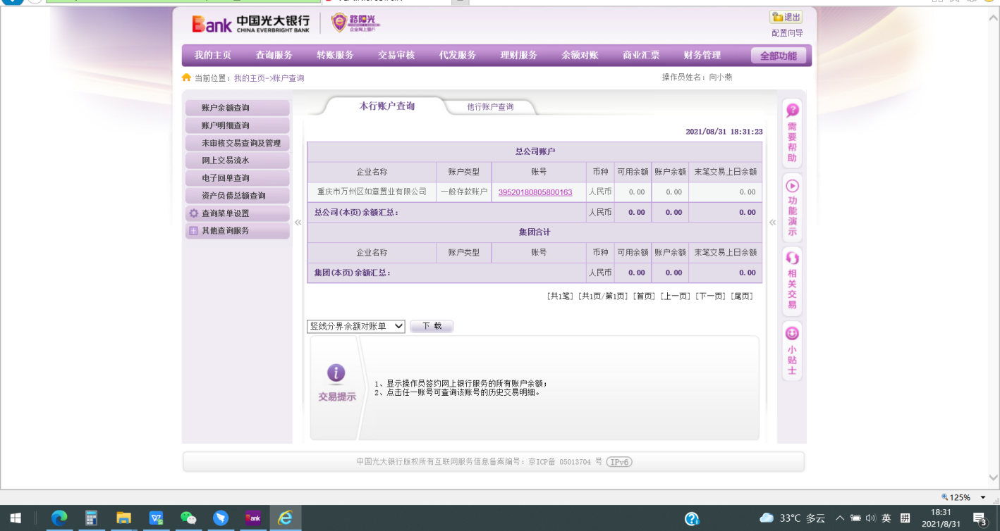 Bank 中国光大银行 CHINA EVERBRIGHT BANK 路陽光 企业网上银行 退出
配置向导
我的主页 查询服务 转账服务 交易审核 代发服务 理财服务 余额对账 商业汇票 财务管理 全部功能
当前位置：我的主页->账户查询 操作员姓名：向小燕
账户余额查询
账户明细查询
未审核交易查询及管理
网上交易流水
电子回单查询
资产负债总额查询
查询菜单设置
其他查询服务
本行账户查询 他行账户查询
2021/08/31 18:31:23
总公司账户
企业名称 账户类型 账号 币种 可用余额 账户余额 末笔交易上日余额
重庆市万州区如意置业有限公司 一般存款账户 39520180805800163 人民币 0.00 0.00 0.00
总公司(本页)余额汇总： 人民币 0.00 0.00 0.00
集团合计
企业名称 账户类型 账号 币种 可用余额 账户余额 末笔交易上日余额
集团(本页)余额汇总： 人民币 0.00 0.00 0.00
[共1笔] [共1页/第1页] [首页] [上一页] [下一页] [尾页]
竖线分界余额对账单 下 载
交易提示
1、显示操作员签约网上银行服务的所有账户余额；
2、点击任一账号可查询该账号的历史交易明细。
需要帮助
功能演示
相关交易
小贴士
中国光大银行版权所有互联网服务信息备案编号：京ICP备 05013704 号 IPv6
125%
33°C 多云 英 拼 18:31
2021/8/31 3